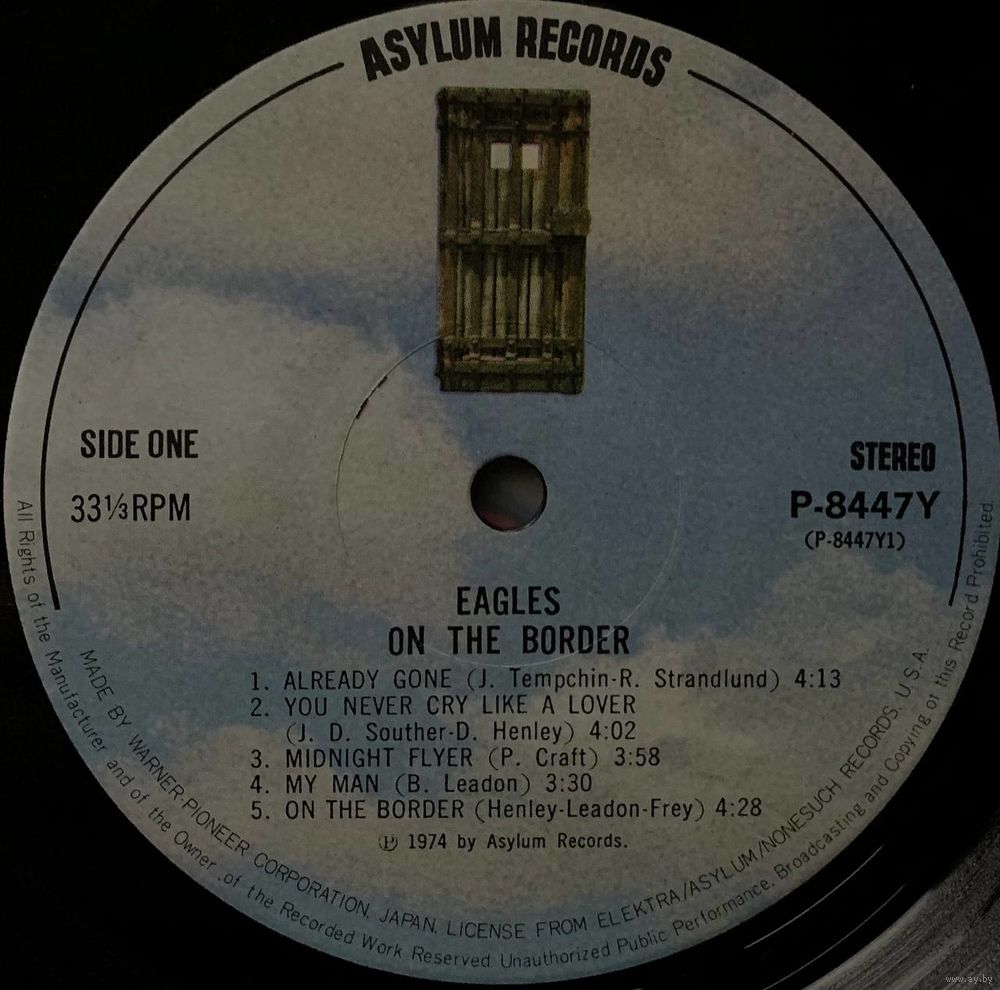 ASYLUM RECORDS
SIDE ONE
33⅓RPM
STEREO
P-8447Y
(P-8447Y1)
EAGLES
ON THE BORDER
1. ALREADY GONE (J. Tempchin-R. Strandlund) 4:13
2. YOU NEVER CRY LIKE A LOVER
(J. D. Souther-D. Henley) 4:02
3. MIDNIGHT FLYER (P. Craft) 3:58
4. MY MAN (B. Leadon) 3:30
5. ON THE BORDER (Henley-Leadon-Frey) 4:28
℗ 1974 by Asylum Records.
MADE BY WARNER-PIONEER CORPORATION, JAPAN, LICENSE FROM ELEKTRA/ASYLUM/NONESUCH RECORDS, U.S.A.
All Rights of the Manufacturer and of the Owner of the Recorded Work Reserved Unauthorized Public Performance, Broadcasting and Copying of this Record Prohibited.
www.ay.by